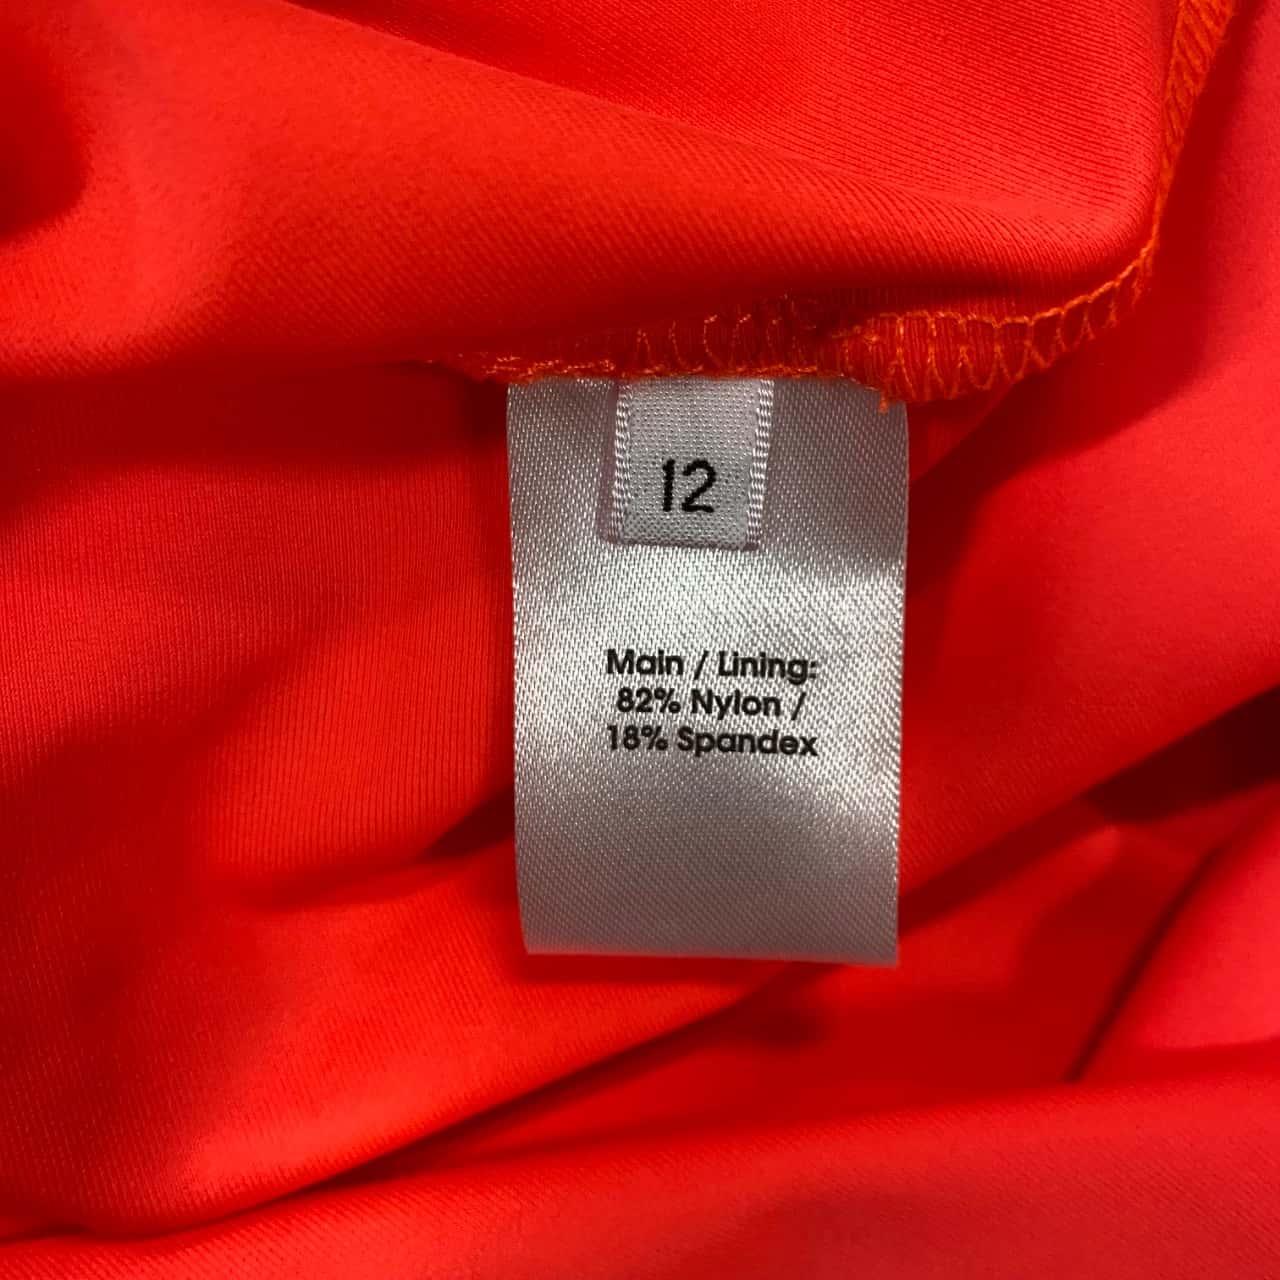 12
Main / Lining:
82% Nylon /
18% Spandex